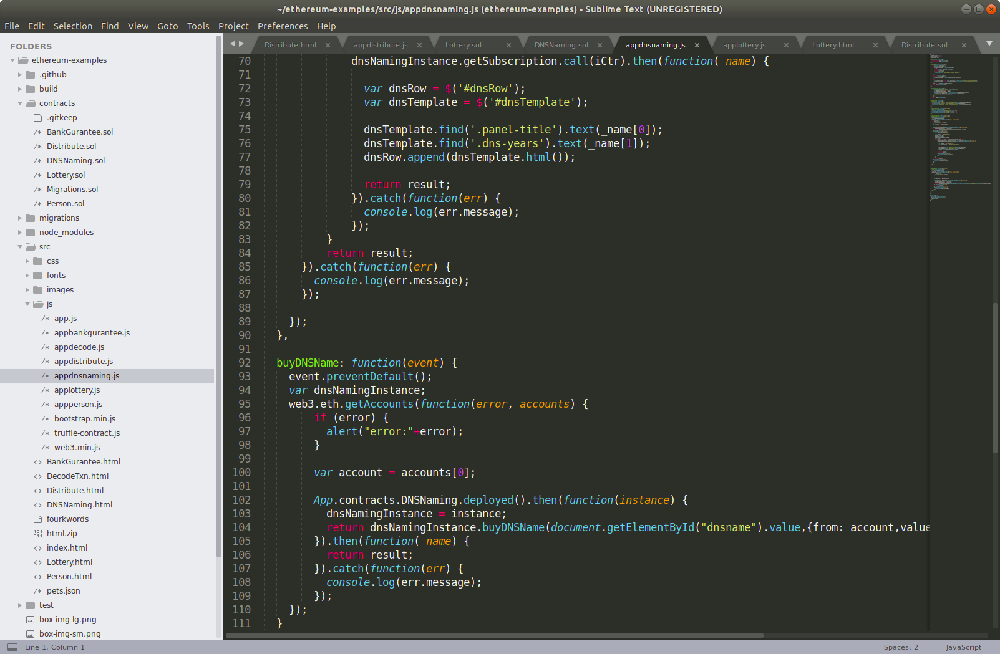 ~/ethereum-examples/src/js/appdnsnaming.js (ethereum-examples) - Sublime Text (UNREGISTERED)
File Edit Selection Find View Goto Tools Project Preferences Help
FOLDERS
ethereum-examples
.github
build
contracts
.gitkeep
/* BankGurantee.sol
/* Distribute.sol
/* DNSNaming.sol
/* Lottery.sol
/* Migrations.sol
/* Person.sol
migrations
node_modules
src
css
fonts
images
js
/* app.js
/* appbankgurantee.js
/* appdecode.js
/* appdistribute.js
/* appdnsnaming.js
/* applottery.js
/* appperson.js
/* bootstrap.min.js
/* truffle-contract.js
/* web3.min.js
<> BankGurantee.html
<> DecodeTxn.html
<> Distribute.html
<> DNSNaming.html
fourkwords
html.zip
<> index.html
<> Lottery.html
<> Person.html
/* pets.json
test
box-img-lg.png
box-img-sm.png
Distribute.html × appdistribute.js × Lottery.sol × DNSNaming.sol × appdnsnaming.js × applottery.js × Lottery.html × Distribute.sol ×
70 dnsNamingInstance.getSubscription.call(iCtr).then(function(_name) {
71
72 var dnsRow = $('#dnsRow');
73 var dnsTemplate = $('#dnsTemplate');
74
75 dnsTemplate.find('.panel-title').text(_name[0]);
76 dnsTemplate.find('.dns-years').text(_name[1]);
77 dnsRow.append(dnsTemplate.html());
78
79 return result;
80 }).catch(function(err) {
81 console.log(err.message);
82 });
83 }
84 return result;
85 }).catch(function(err) {
86 console.log(err.message);
87 });
88
89 });
90 },
91
92 buyDNSName: function(event) {
93 event.preventDefault();
94 var dnsNamingInstance;
95 web3.eth.getAccounts(function(error, accounts) {
96 if (error) {
97 alert("error:"+error);
98 }
99
100 var account = accounts[0];
101
102 App.contracts.DNSNaming.deployed().then(function(instance) {
103 dnsNamingInstance = instance;
104 return dnsNamingInstance.buyDNSName(document.getElementById("dnsname").value,{from: account,value
105 }).then(function(_name) {
106 return result;
107 }).catch(function(err) {
108 console.log(err.message);
109 });
110 });
111 }
Line 1, Column 1
Spaces: 2 JavaScript